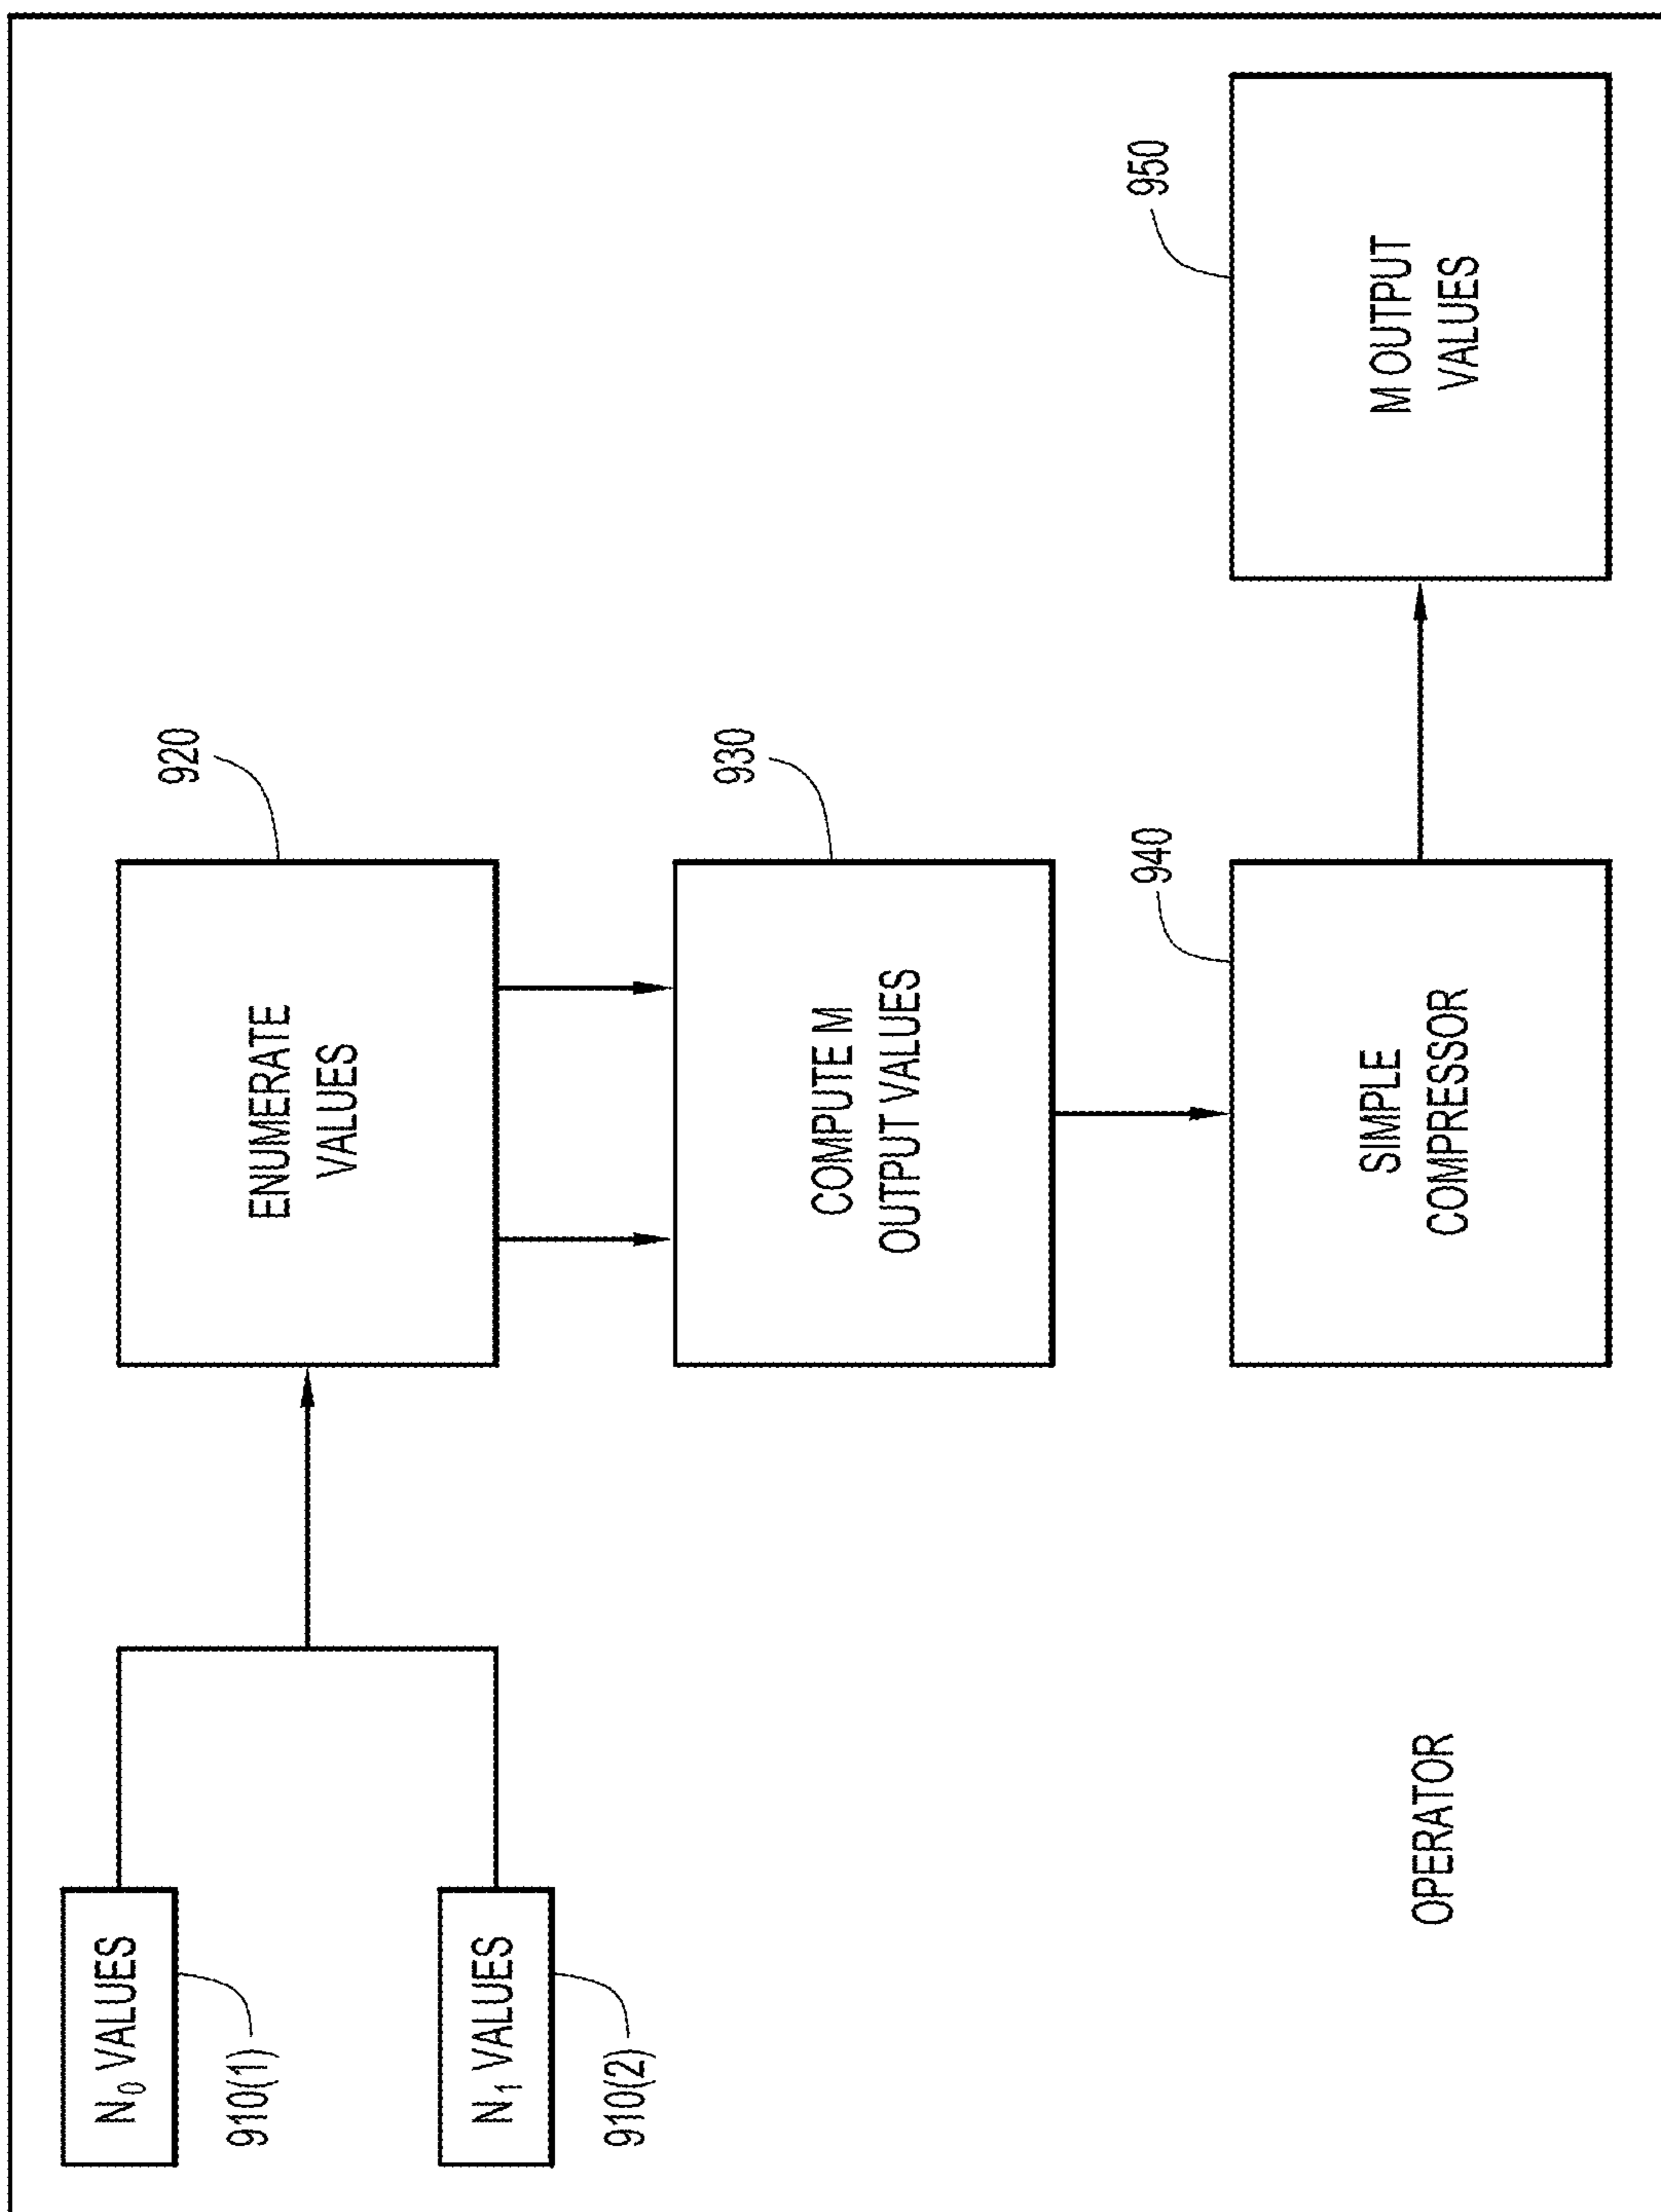 N₀ VALUES
910(1)
N₁ VALUES
910(2)
ENUMERATE
VALUES
920
COMPUTE M
OUTPUT VALUES
930
SIMPLE
COMPRESSOR
940
M OUTPUT
VALUES
950
OPERATOR